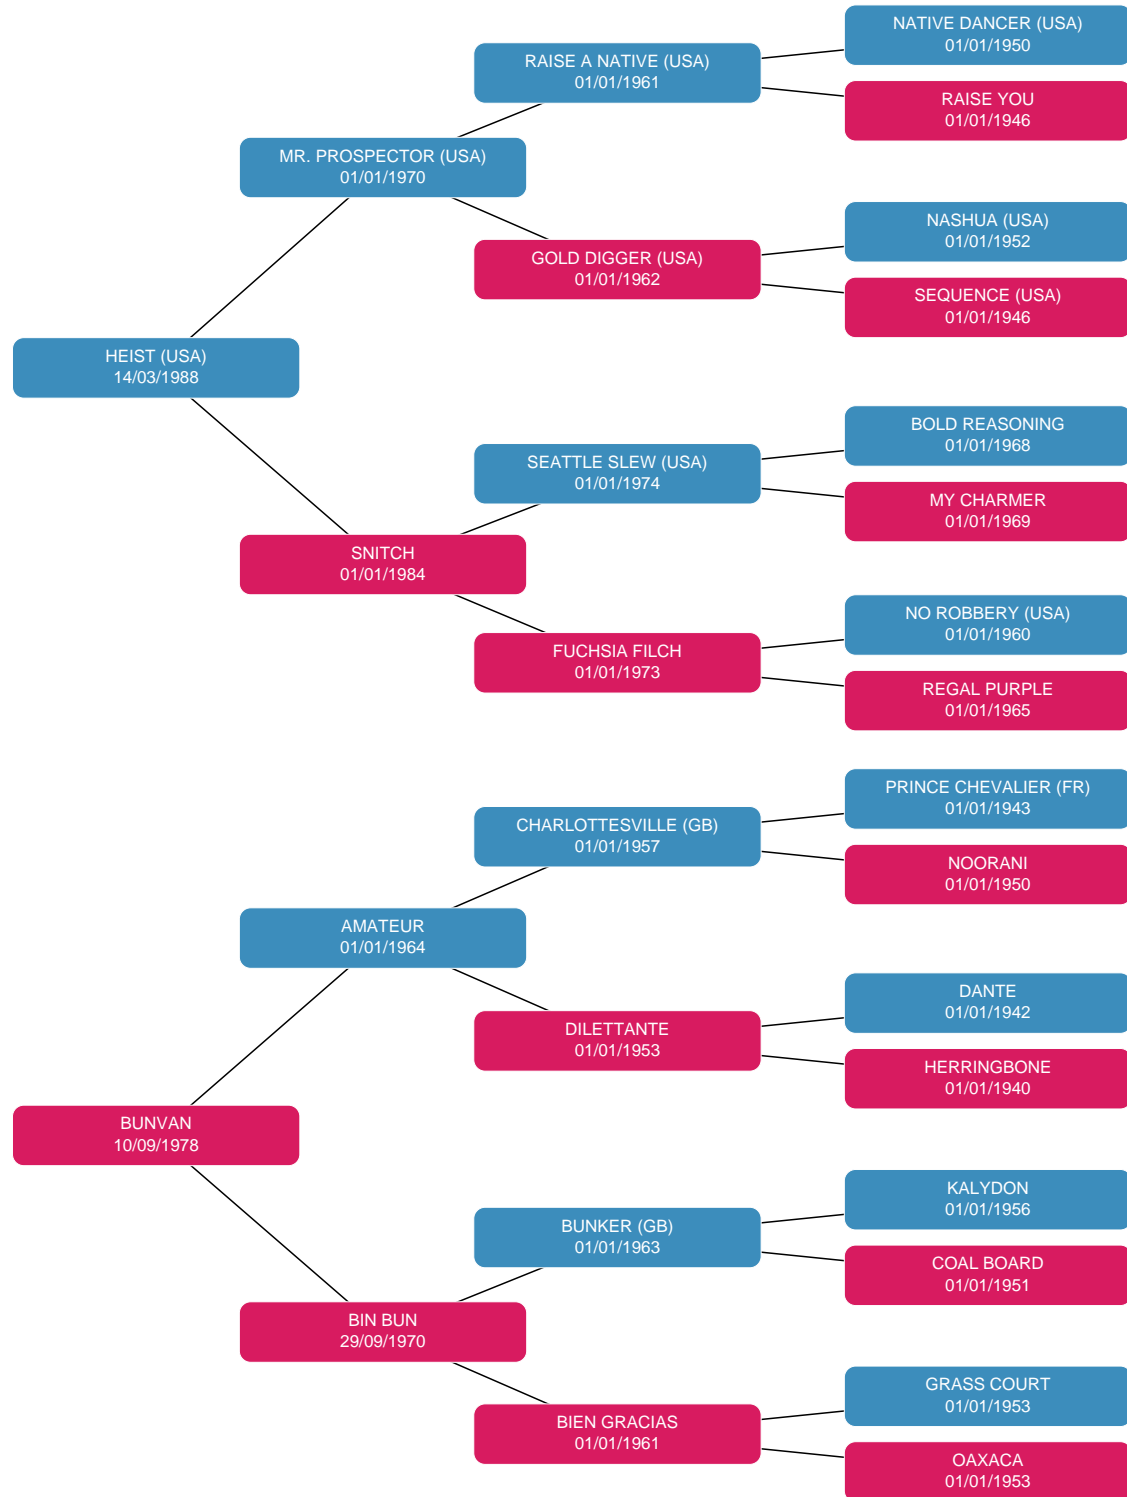 NATIVE DANCER (USA)
01/01/1950
RAISE A NATIVE (USA)
01/01/1961
RAISE YOU
01/01/1946
MR. PROSPECTOR (USA)
01/01/1970
NASHUA (USA)
01/01/1952
GOLD DIGGER (USA)
01/01/1962
SEQUENCE (USA)
01/01/1946
HEIST (USA)
14/03/1988
BOLD REASONING
01/01/1968
SEATTLE SLEW (USA)
01/01/1974
MY CHARMER
01/01/1969
SNITCH
01/01/1984
NO ROBBERY (USA)
01/01/1960
FUCHSIA FILCH
01/01/1973
REGAL PURPLE
01/01/1965
PRINCE CHEVALIER (FR)
01/01/1943
CHARLOTTESVILLE (GB)
01/01/1957
NOORANI
01/01/1950
AMATEUR
01/01/1964
DANTE
01/01/1942
DILETTANTE
01/01/1953
HERRINGBONE
01/01/1940
BUNVAN
10/09/1978
KALYDON
01/01/1956
BUNKER (GB)
01/01/1963
COAL BOARD
01/01/1951
BIN BUN
29/09/1970
GRASS COURT
01/01/1953
BIEN GRACIAS
01/01/1961
OAXACA
01/01/1953